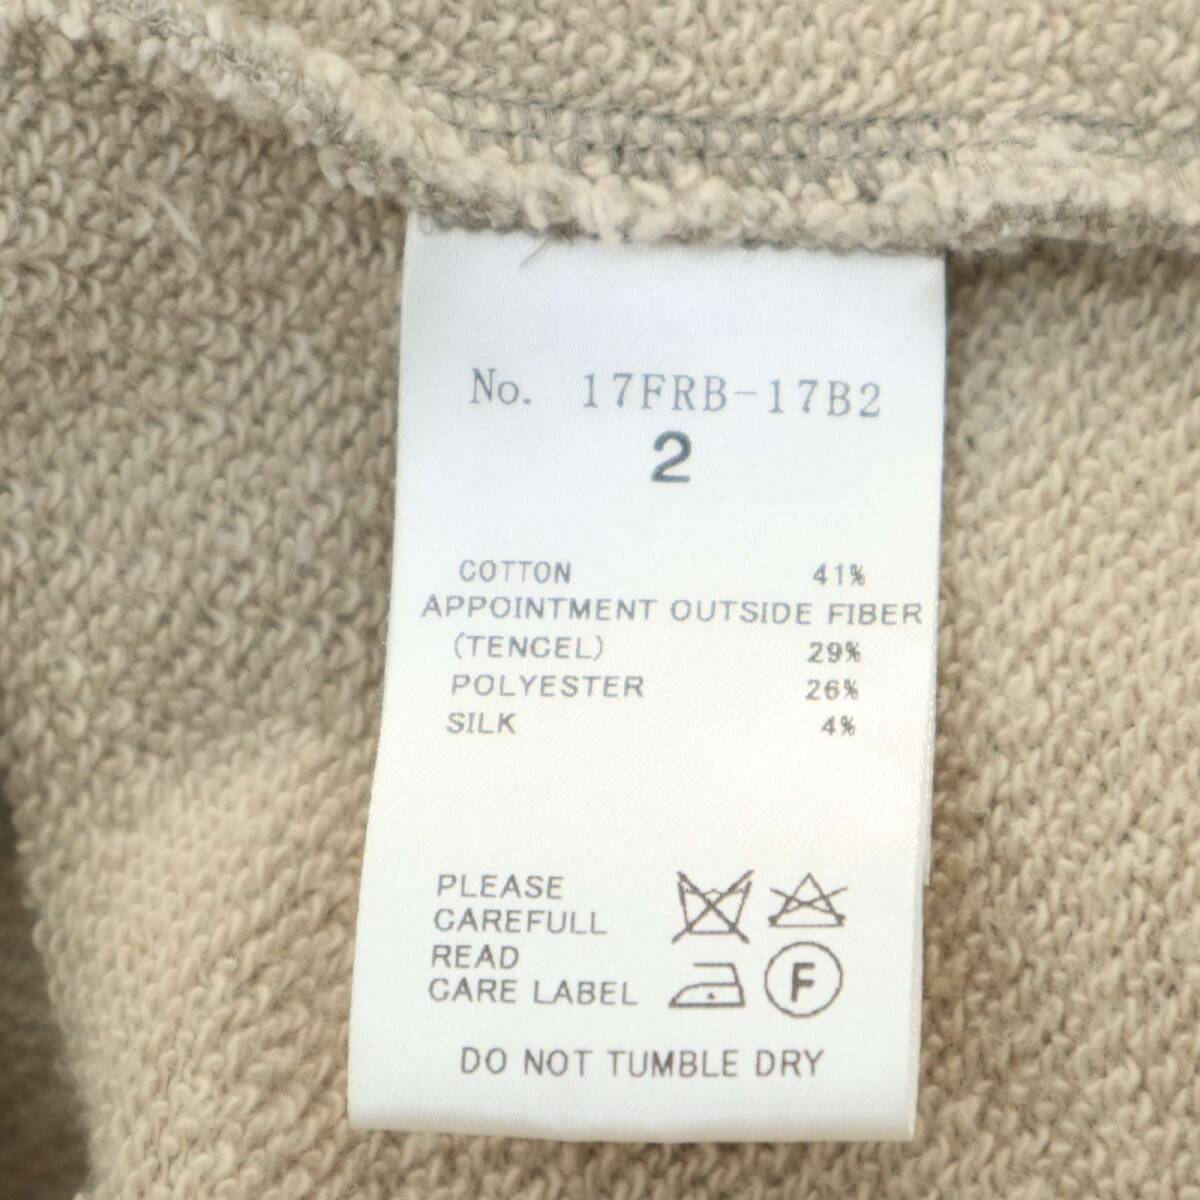 No. 17FRB-17B2
2
COTTON 41%
APPOINTMENT OUTSIDE FIBER
(TENCEL) 29%
POLYESTER 26%
SILK 4%
PLEASE
CAREFULL
READ
CARE LABEL
F
DO NOT TUMBLE DRY